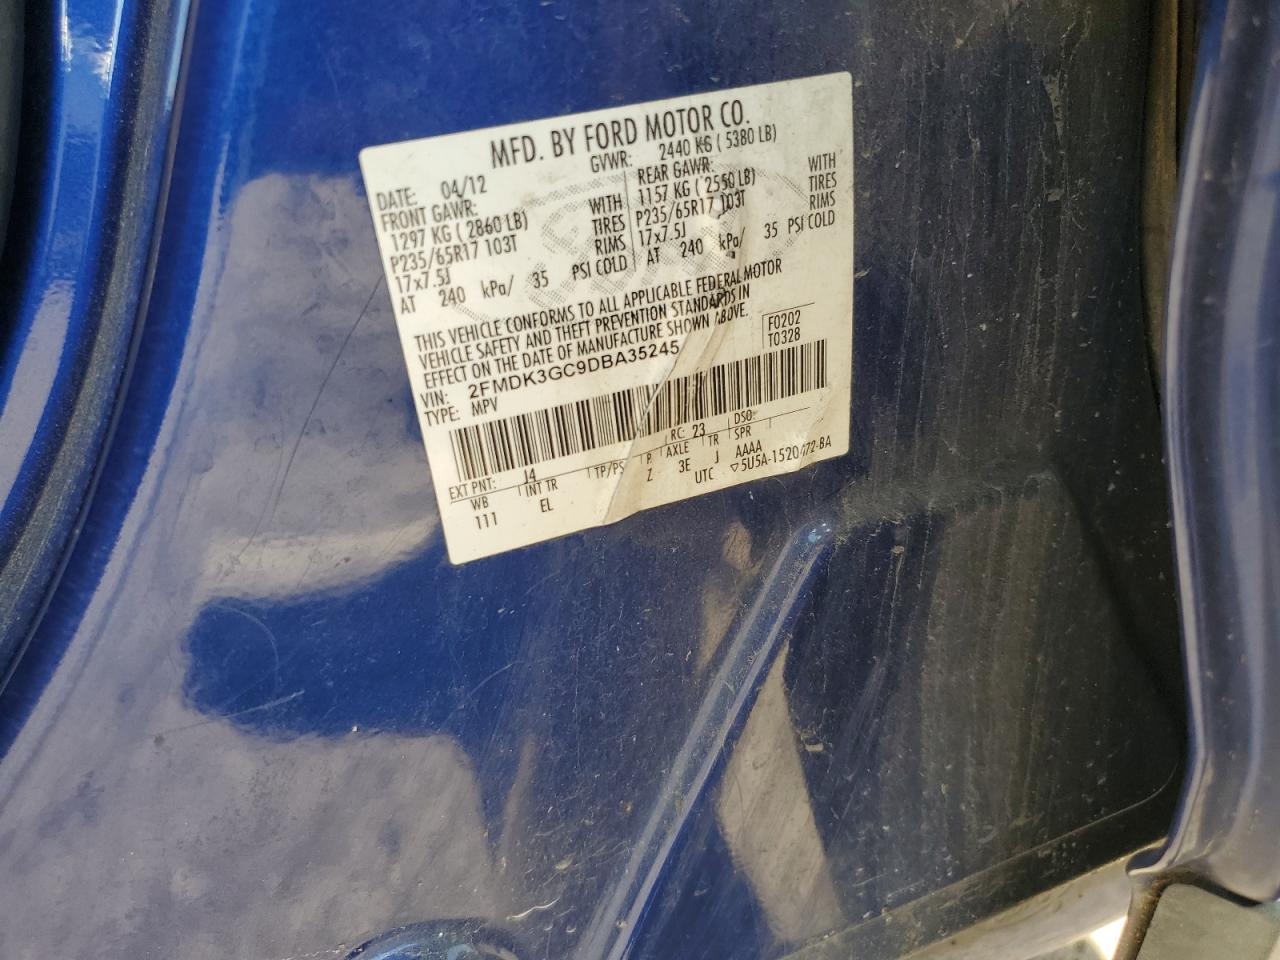 MFD. BY FORD MOTOR CO.
DATE: 04/12 GVWR: 2440 KG ( 5380 LB)
FRONT GAWR: REAR GAWR:
1297 KG ( 2860 LB) WITH 1157 KG ( 2550 LB) WITH
P235/65R17 103T TIRES P235/65R17 103T TIRES
17x7.5J RIMS 17x7.5J RIMS
AT 240 kPa/ 35 PSI COLD AT 240 kPa/ 35 PSI COLD
THIS VEHICLE CONFORMS TO ALL APPLICABLE FEDERAL MOTOR
VEHICLE SAFETY AND THEFT PREVENTION STANDARDS IN
EFFECT ON THE DATE OF MANUFACTURE SHOWN ABOVE.
VIN: 2FMDK3GC9DBA35245 F0202
TYPE: MPV T0328
EXT PNT: J4 RC: 23 DSO:
WB INT TR TP/PS R AXLE TR SPR
111 EL Z 3E J AAAA
UTC ▽5U5A-1520472-BA